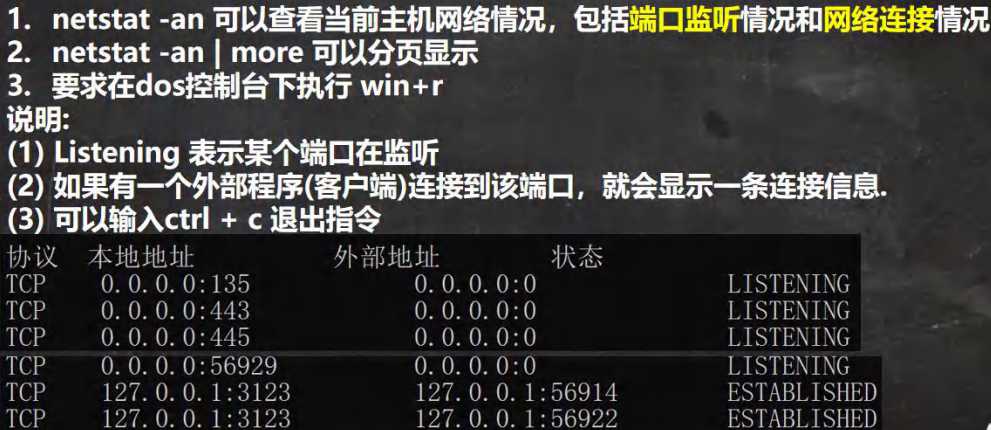 1. netstat -an 可以查看当前主机网络情况，包括端口监听情况和网络连接情况
2. netstat -an | more 可以分页显示
3. 要求在dos控制台下执行 win+r
说明:
(1) Listening 表示某个端口在监听
(2) 如果有一个外部程序(客户端)连接到该端口，就会显示一条连接信息.
(3) 可以输入ctrl + c 退出指令
协议 本地地址 外部地址 状态
TCP 0.0.0.0:135 0.0.0.0:0 LISTENING
TCP 0.0.0.0:443 0.0.0.0:0 LISTENING
TCP 0.0.0.0:445 0.0.0.0:0 LISTENING
TCP 0.0.0.0:56929 0.0.0.0:0 LISTENING
TCP 127.0.0.1:3123 127.0.0.1:56914 ESTABLISHED
TCP 127.0.0.1:3123 127.0.0.1:56922 ESTABLISHED